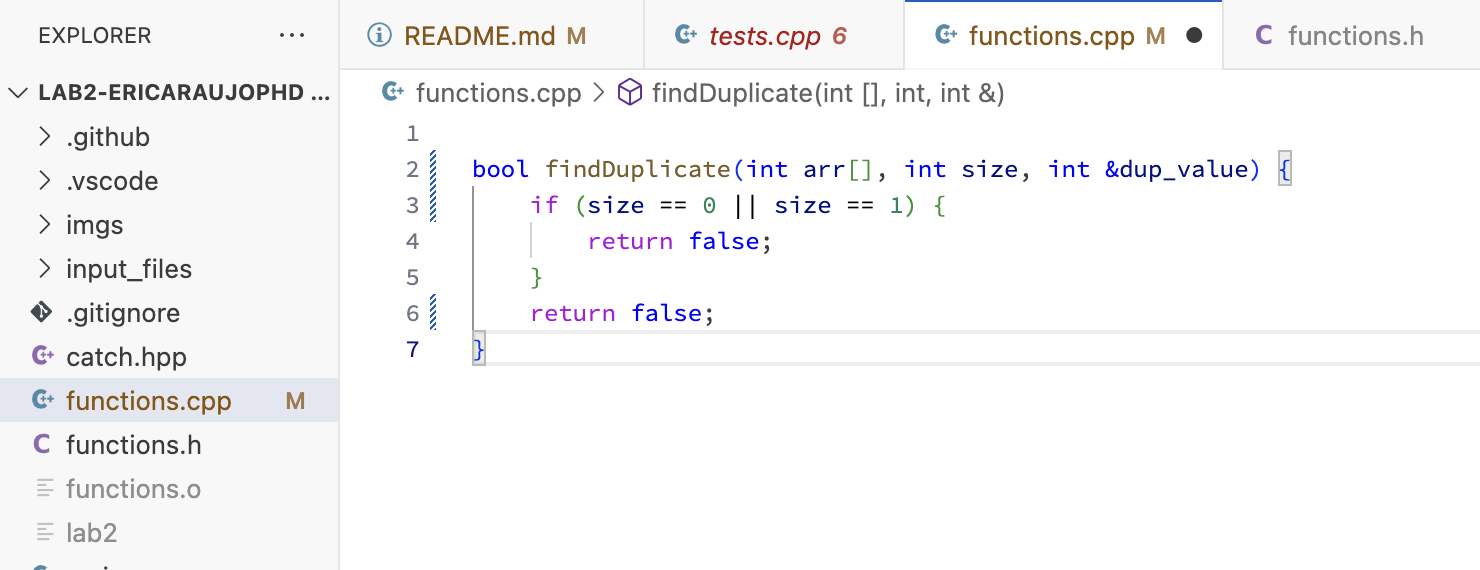 EXPLORER ...
LAB2-ERICARAUJOPHD ...
.github
.vscode
imgs
input_files
.gitignore
catch.hpp
functions.cpp M
functions.h
functions.o
lab2
README.md M
tests.cpp 6
functions.cpp M
functions.h
functions.cpp > findDuplicate(int [], int, int &)
1
2 bool findDuplicate(int arr[], int size, int &dup_value) {
3 if (size == 0 || size == 1) {
4 return false;
5 }
6 return false;
7 }